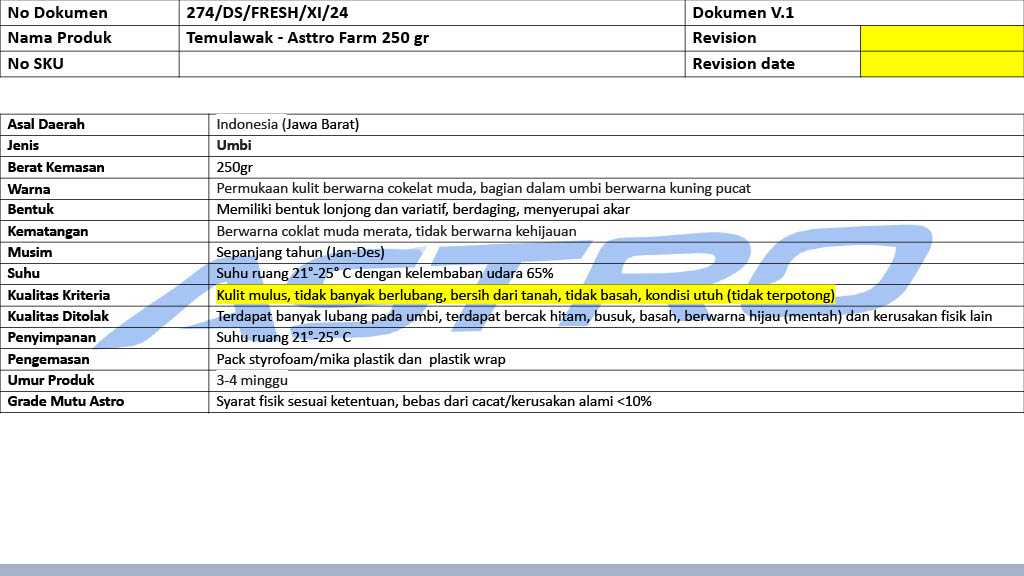 No Dokumen 274/DS/FRESH/XI/24 Dokumen V.1
Nama Produk Temulawak - Asttro Farm 250 gr Revision
No SKU Revision date
Asal Daerah Indonesia (Jawa Barat)
Jenis Umbi
Berat Kemasan 250gr
Warna Permukaan kulit berwarna cokelat muda, bagian dalam umbi berwarna kuning pucat
Bentuk Memiliki bentuk lonjong dan variatif, berdaging, menyerupai akar
Kematangan Berwarna coklat muda merata, tidak berwarna kehijauan
Musim Sepanjang tahun (Jan-Des)
Suhu Suhu ruang 21°-25° C dengan kelembaban udara 65%
Kualitas Kriteria Kulit mulus, tidak banyak berlubang, bersih dari tanah, tidak basah, kondisi utuh (tidak terpotong)
Kualitas Ditolak Terdapat banyak lubang pada umbi, terdapat bercak hitam, busuk, basah, berwarna hijau (mentah) dan kerusakan fisik lain
Penyimpanan Suhu ruang 21°-25° C
Pengemasan Pack styrofoam/mika plastik dan  plastik wrap
Umur Produk 3-4 minggu
Grade Mutu Astro Syarat fisik sesuai ketentuan, bebas dari cacat/kerusakan alami <10%
ASTRO